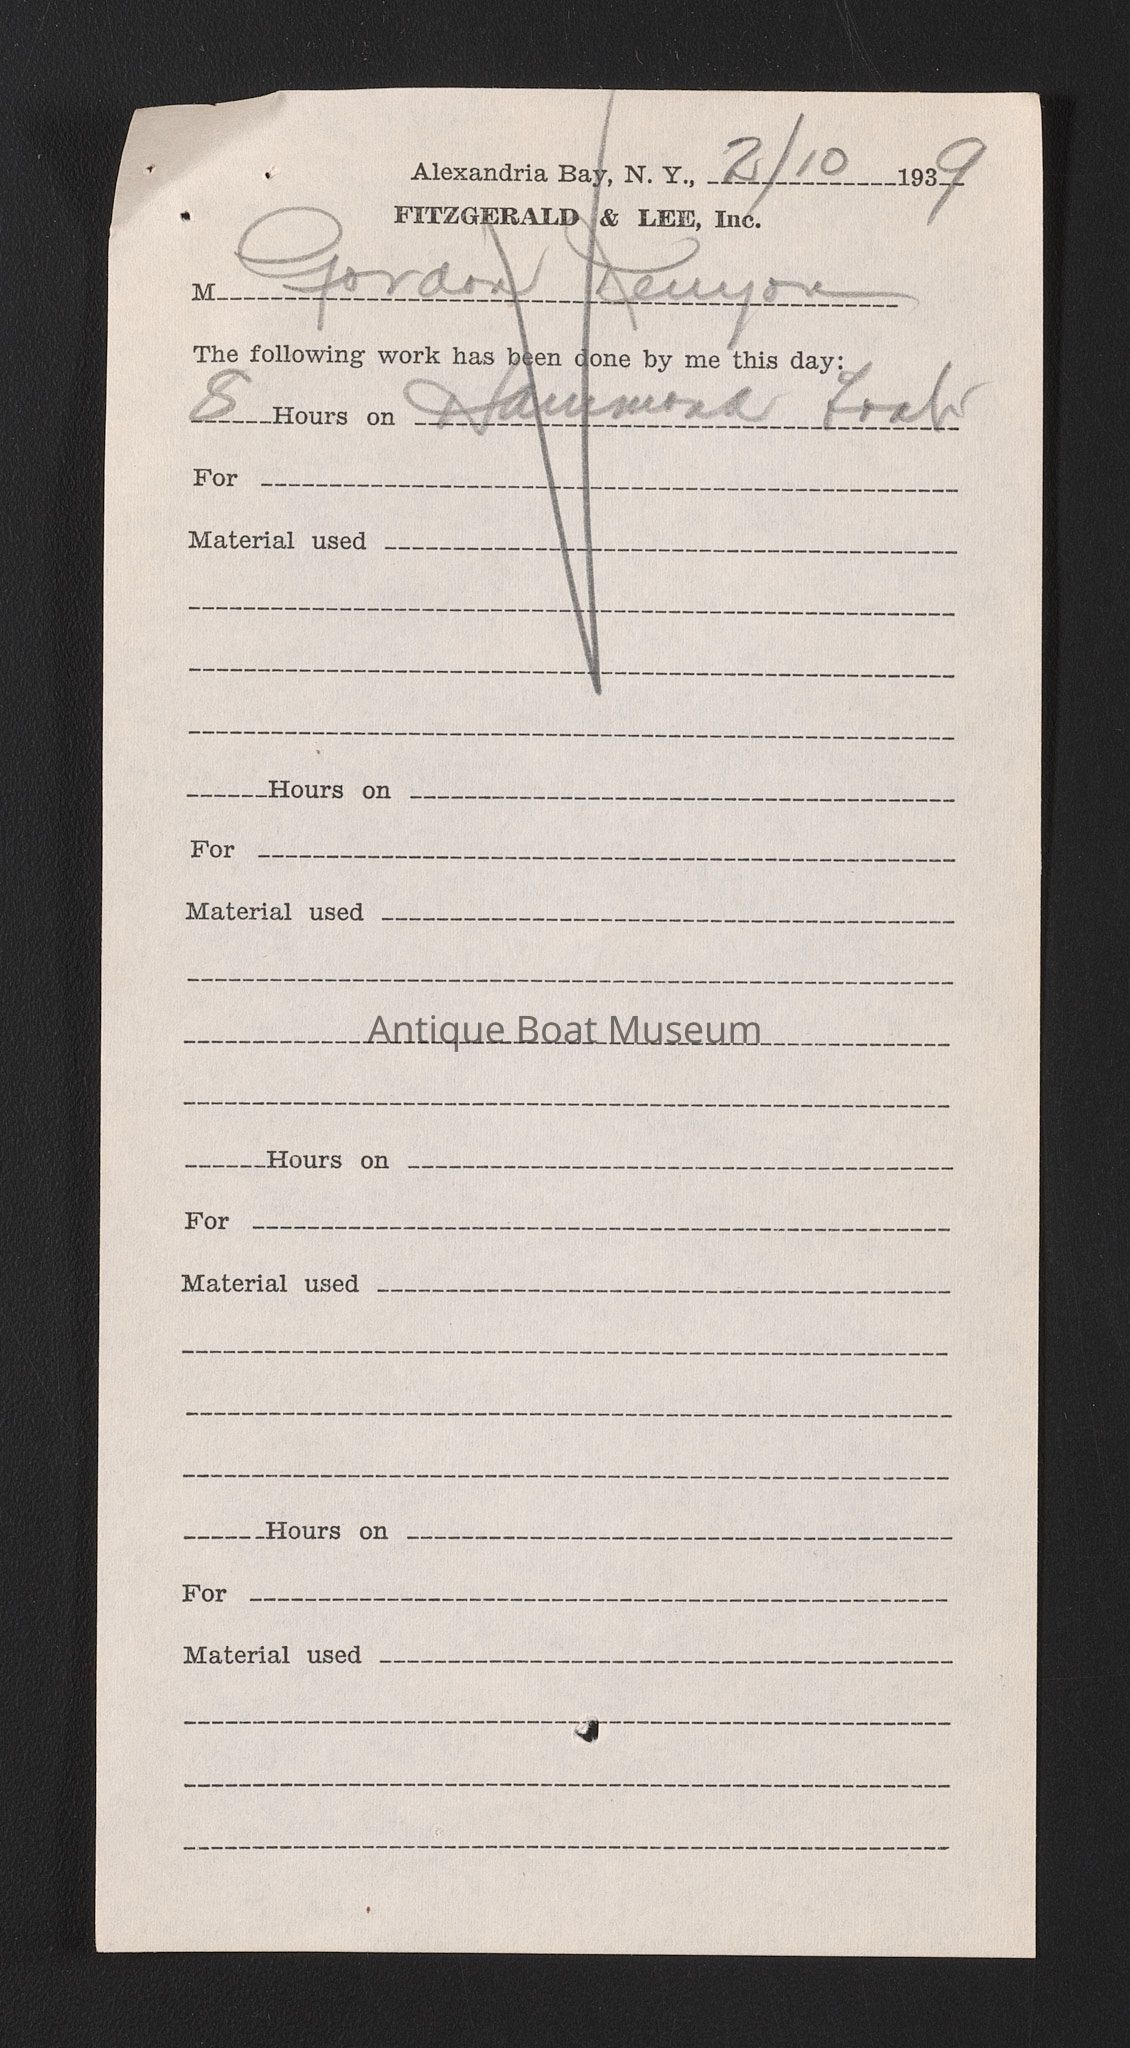 Alexandria Bay, N. Y., 2/10 1939
FITZGERALD & LEE, Inc.
M Gordon Kenyon
The following work has been done by me this day:
8 Hours on Hammond
For
Material used
Hours on
For
Material used
Antique Boat Museum
Hours on
For
Material used
Hours on
For
Material used